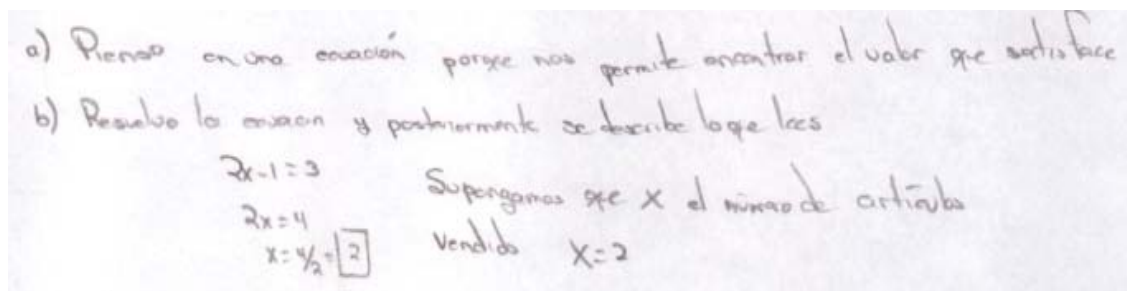 a) Pienso en una ecuación porque nos permite encontrar el valor que satisface
b) Resuelvo la ecuacion y posteriormente se describe lo que lees
2x-1=3
2x=4
x=4/2=2
Supongamos que X el número de artículos
vendido X=2